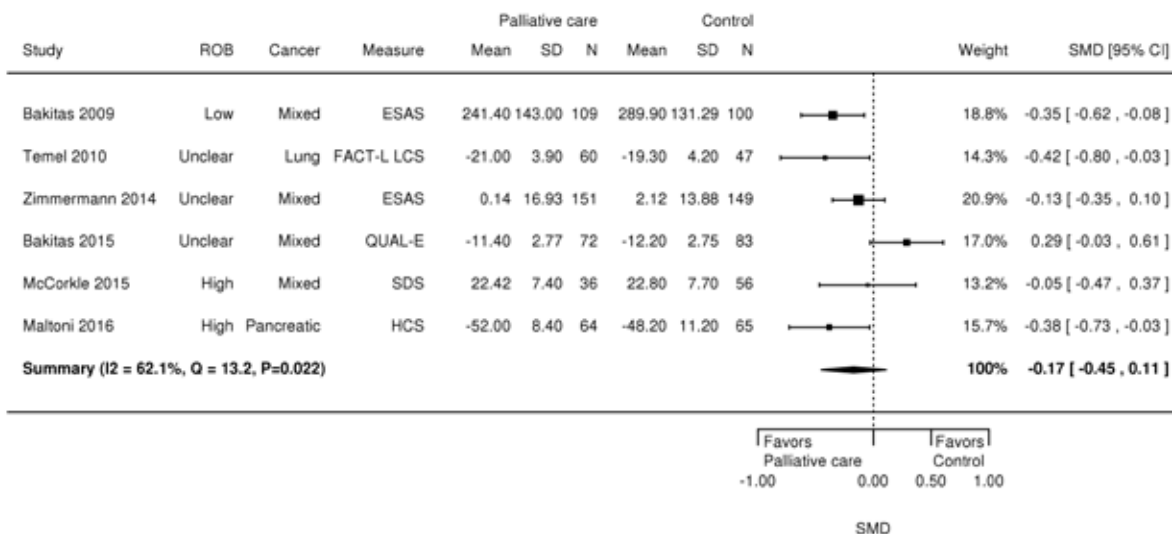 Palliative care Control
Study ROB Cancer Measure Mean SD N Mean SD N Weight SMD [95% CI]
Bakitas 2009 Low Mixed ESAS 241.40 143.00 109 289.90 131.29 100 18.8% -0.35 [ -0.62 , -0.08 ]
Temel 2010 Unclear Lung FACT-L LCS -21.00 3.90 60 -19.30 4.20 47 14.3% -0.42 [ -0.80 , -0.03 ]
Zimmermann 2014 Unclear Mixed ESAS 0.14 16.93 151 2.12 13.88 149 20.9% -0.13 [ -0.35 , 0.10 ]
Bakitas 2015 Unclear Mixed QUAL-E -11.40 2.77 72 -12.20 2.75 83 17.0% 0.29 [ -0.03 , 0.61 ]
McCorkle 2015 High Mixed SDS 22.42 7.40 36 22.80 7.70 56 13.2% -0.05 [ -0.47 , 0.37 ]
Maltoni 2016 High Pancreatic HCS -52.00 8.40 64 -48.20 11.20 65 15.7% -0.38 [ -0.73 , -0.03 ]
Summary (I2 = 62.1%, Q = 13.2, P=0.022) 100% -0.17 [ -0.45 , 0.11 ]
Favors Favors
Palliative care Control
-1.00 0.00 0.50 1.00
SMD